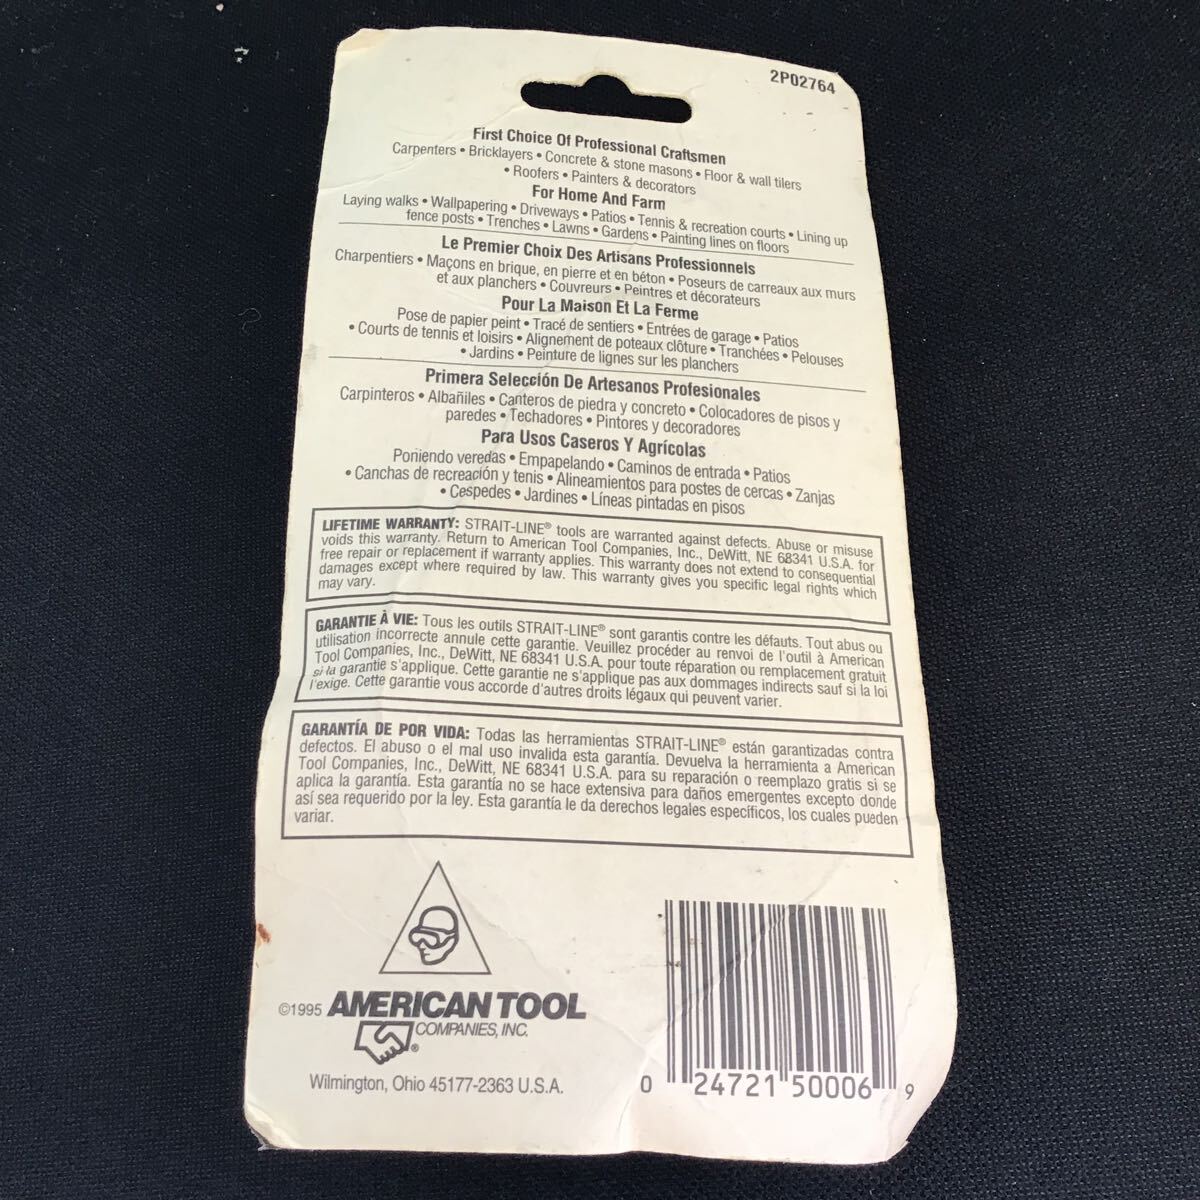 2P02764
First Choice Of Professional Craftsmen
Carpenters • Bricklayers • Concrete & stone masons • Floor & wall tilers
• Roofers • Painters & decorators
For Home And Farm
Laying walks • Wallpapering • Driveways • Patios • Tennis & recreation courts • Lining up
fence posts • Trenches • Lawns • Gardens • Painting lines on floors
Le Premier Choix Des Artisans Professionnels
Charpentiers • Maçons en brique, en pierre et en béton • Poseurs de carreaux aux murs
et aux planchers • Couvreurs • Peintres et décorateurs
Pour La Maison Et La Ferme
Pose de papier peint • Tracé de sentiers • Entrées de garage • Patios
• Courts de tennis et loisirs • Alignement de poteaux clôture • Tranchées • Pelouses
• Jardins • Peinture de lignes sur les planchers
Primera Selección De Artesanos Profesionales
Carpinteros • Albañiles • Canteros de piedra y concreto • Colocadores de pisos y
paredes • Techadores • Pintores y decoradores
Para Usos Caseros Y Agrícolas
Poniendo veredas • Empapelando • Caminos de entrada • Patios
• Canchas de recreación y tenis • Alineamientos para postes de cercas • Zanjas
• Cespedes • Jardines • Líneas pintadas en pisos
LIFETIME WARRANTY: STRAIT-LINE® tools are warranted against defects. Abuse or misuse
voids this warranty. Return to American Tool Companies, Inc., DeWitt, NE 68341 U.S.A. for
free repair or replacement if warranty applies. This warranty does not extend to consequential
damages except where required by law. This warranty gives you specific legal rights which
may vary.
GARANTIE À VIE: Tous les outils STRAIT-LINE® sont garantis contre les défauts. Tout abus ou
utilisation incorrecte annule cette garantie. Veuillez procéder au renvoi de l'outil à American
Tool Companies, Inc., DeWitt, NE 68341 U.S.A. pour toute réparation ou remplacement gratuit
si la garantie s'applique. Cette garantie ne s'applique pas aux dommages indirects sauf si la loi
l'exige. Cette garantie vous accorde d'autres droits légaux qui peuvent varier.
GARANTÍA DE POR VIDA: Todas las herramientas STRAIT-LINE® están garantizadas contra
defectos. El abuso o el mal uso invalida esta garantía. Devuelva la herramienta a American
Tool Companies, Inc., DeWitt, NE 68341 U.S.A. para su reparación o reemplazo gratis si se
aplica la garantía. Esta garantía no se hace extensiva para daños emergentes excepto donde
así sea requerido por la ley. Esta garantía le da derechos legales específicos, los cuales pueden
variar.
©1995 AMERICAN TOOL
COMPANIES, INC.
®
Wilmington, Ohio 45177-2363 U.S.A.
0 24721 50006 9